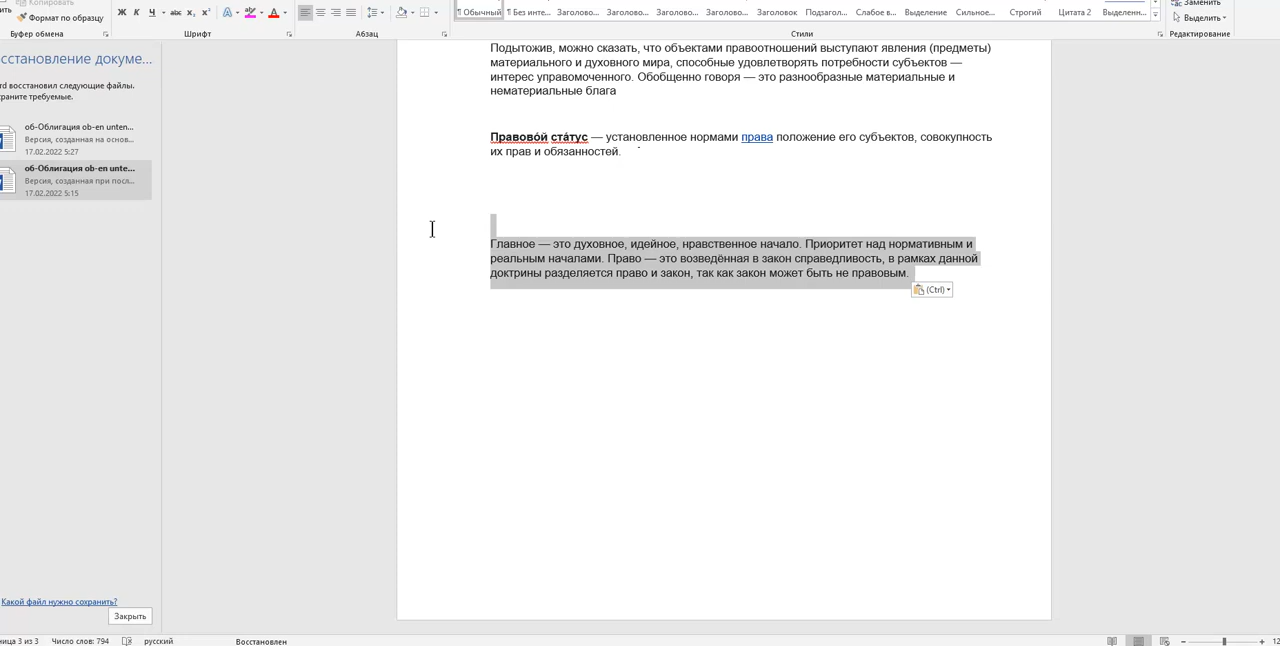 Копировать
ить
Формат по образцу
Ж К Ч abc x₂ x² A ab A
Обычный
Без инте...
Заголово...
Заголово...
Заголово...
Заголово...
Заголовок
Подзагол...
Слабое в...
Выделение
Сильное...
Строгий
Цитата 2
Выделенн...
Заменить
Выделить
Буфер обмена
Шрифт
Абзац
Стили
Редактирование
сстановление докуме...
rd восстановил следующие файлы.
храните требуемые.
об-Облигация ob-en unten...
Версия, созданная на основ...
17.02.2022 5:27
об-Облигация ob-en unte...
Версия, созданная при посл...
17.02.2022 5:15
Какой файл нужно сохранить?
Закрыть
Подытожив, можно сказать, что объектами правоотношений выступают явления (предметы)
материального и духовного мира, способные удовлетворять потребности субъектов —
интерес управомоченного. Обобщенно говоря — это разнообразные материальные и
нематериальные блага
Правово́й ста́тус — установленное нормами права положение его субъектов, совокупность
их прав и обязанностей.
Главное — это духовное, идейное, нравственное начало. Приоритет над нормативным и
реальным началами. Право — это возведённая в закон справедливость, в рамках данной
доктрины разделяется право и закон, так как закон может быть не правовым.
(Ctrl)
ница 3 из 3
Число слов: 794
русский
Восстановлен
12